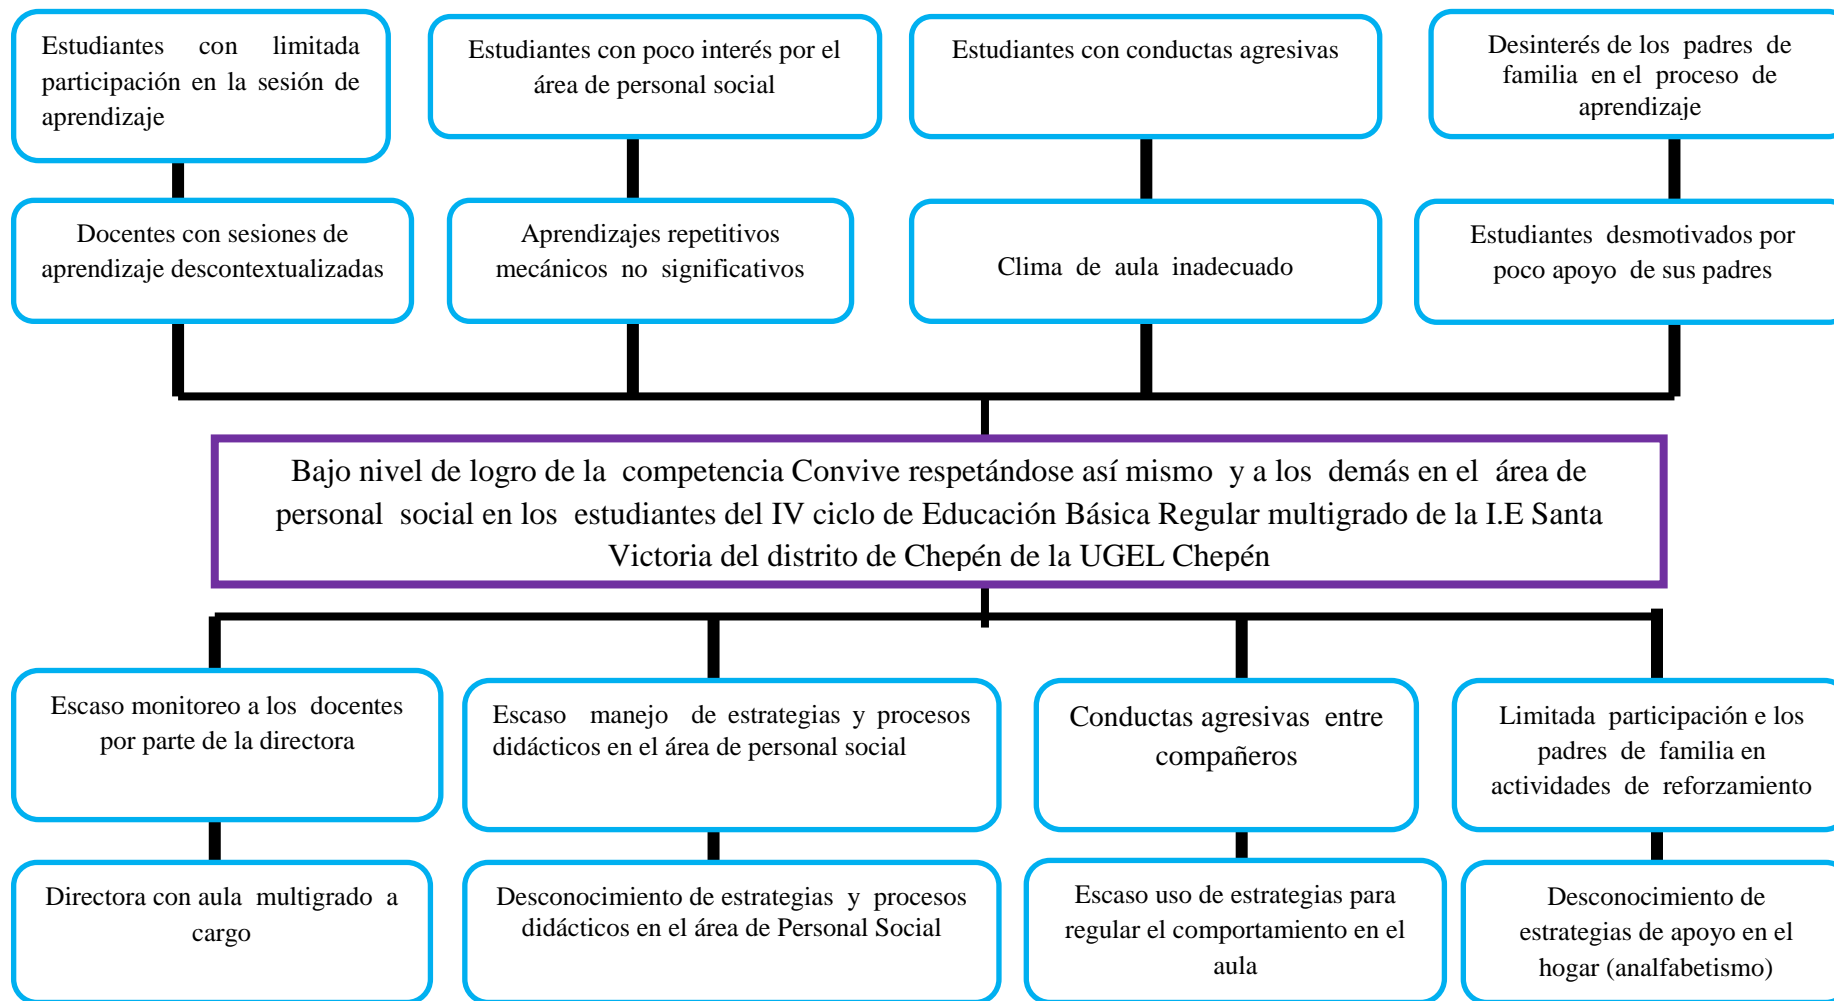 Estudiantes con limitada
participación en la sesión de
aprendizaje
Estudiantes con poco interés por el
área de personal social
Estudiantes con conductas agresivas
Desinterés de los padres de
familia en el proceso de
aprendizaje
Docentes con sesiones de
aprendizaje descontextualizadas
Aprendizajes repetitivos
mecánicos no significativos
Clima de aula inadecuado
Estudiantes desmotivados por
poco apoyo de sus padres
Bajo nivel de logro de la competencia Convive respetándose así mismo y a los demás en el área de
personal social en los estudiantes del IV ciclo de Educación Básica Regular multigrado de la I.E Santa
Victoria del distrito de Chepén de la UGEL Chepén
Escaso monitoreo a los docentes
por parte de la directora
Escaso manejo de estrategias y procesos
didácticos en el área de personal social
Conductas agresivas entre
compañeros
Limitada participación e los
padres de familia en
actividades de reforzamiento
Directora con aula multigrado a
cargo
Desconocimiento de estrategias y procesos
didácticos en el área de Personal Social
Escaso uso de estrategias para
regular el comportamiento en el
aula
Desconocimiento de
estrategias de apoyo en el
hogar (analfabetismo)